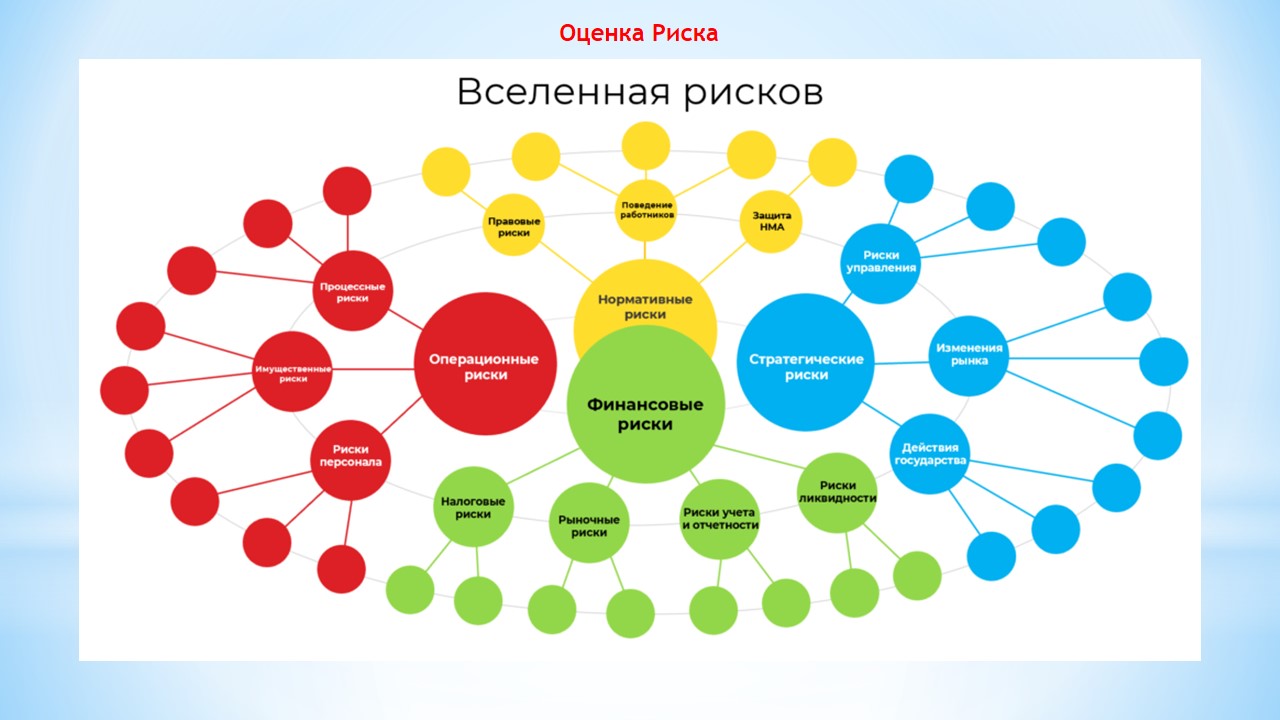 Оценка Риска
Вселенная рисков
Поведение
работников
Правовые
риски
Защита
НМА
Риски
управления
Процессные
риски
Нормативные
риски
Операционные
риски
Стратегические
риски
Изменения
рынка
Имущественные
риски
Финансовые
риски
Риски
персонала
Действия
государства
Налоговые
риски
Рыночные
риски
Риски учета
и отчетности
Риски
ликвидности